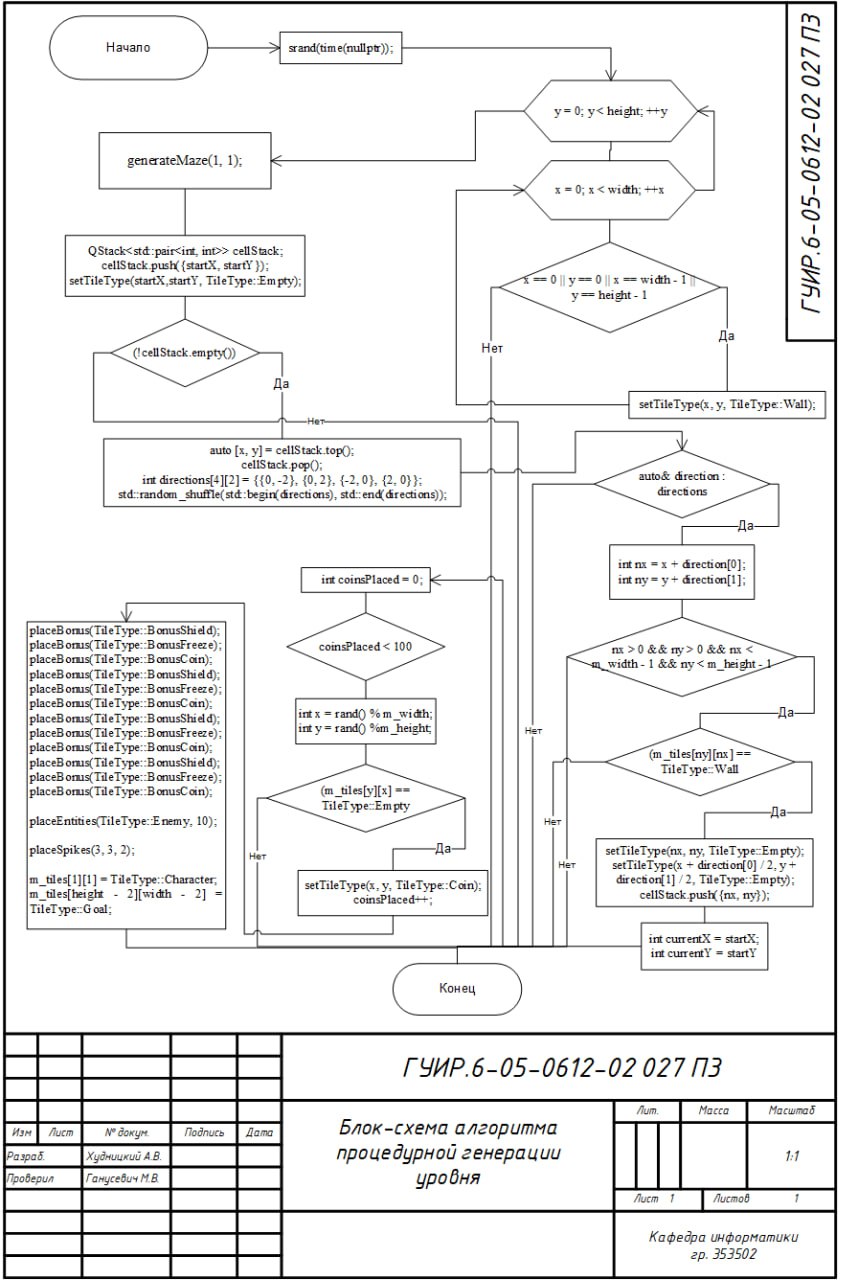 Начало
srand(time(nullptr));
ГУИР.6-05-0612-02 027 ПЗ
y = 0; y < height; ++y
generateMaze(1, 1);
x = 0; x < width; ++x
QStack<std::pair<int, int>> cellStack;
cellStack.push({startX, startY});
setTileType(startX,startY, TileType::Empty);
x == 0 || y == 0 || x == width - 1 ||
y == height - 1
Нет
Да
(!cellStack.empty())
Да
setTileType(x, y, TileType::Wall);
Нет
auto [x, y] = cellStack.top();
cellStack.pop();
int directions[4][2] = {{0, -2}, {0, 2}, {-2, 0}, {2, 0}};
std::random_shuffle(std::begin(directions), std::end(directions));
auto& direction :
directions
Да
int nx = x + direction[0];
int ny = y + direction[1];
int coinsPlaced = 0;
placeBonus(TileType::BonusShield);
placeBonus(TileType::BonusFreeze);
placeBonus(TileType::BonusCoin);
placeBonus(TileType::BonusShield);
placeBonus(TileType::BonusFreeze);
placeBonus(TileType::BonusCoin);
placeBonus(TileType::BonusShield);
placeBonus(TileType::BonusFreeze);
placeBonus(TileType::BonusCoin);
placeBonus(TileType::BonusShield);
placeBonus(TileType::BonusFreeze);
placeBonus(TileType::BonusCoin);
placeEntities(TileType::Enemy, 10);
placeSpikes(3, 3, 2);
m_tiles[1][1] = TileType::Character;
m_tiles[height - 2][width - 2] =
TileType::Goal;
coinsPlaced < 100
nx > 0 && ny > 0 && nx <
m_width - 1 && ny < m_height - 1
int x = rand() % m_width;
int y = rand() %m_height;
Да
Нет
(m_tiles[ny][nx] ==
TileType::Wall
(m_tiles[y][x] ==
TileType::Empty
Да
Нет
Да
Нет
Нет
setTileType(nx, ny, TileType::Empty);
setTileType(x + direction[0] / 2, y +
direction[1] / 2, TileType::Empty);
cellStack.push({nx, ny});
setTileType(x, y, TileType::Coin);
coinsPlaced++;
int currentX = startX;
int currentY = startY
Конец
ГУИР.6-05-0612-02 027 ПЗ
Изм Лист № докум. Подпись Дата
Разраб. Худницкий А.В.
Проверил Ганусевич М.В.
Блок-схема алгоритма
процедурной генерации
уровня
Лит. Масса Масштаб
1:1
Лист 1 Листов 1
Кафедра информатики
гр. 353502